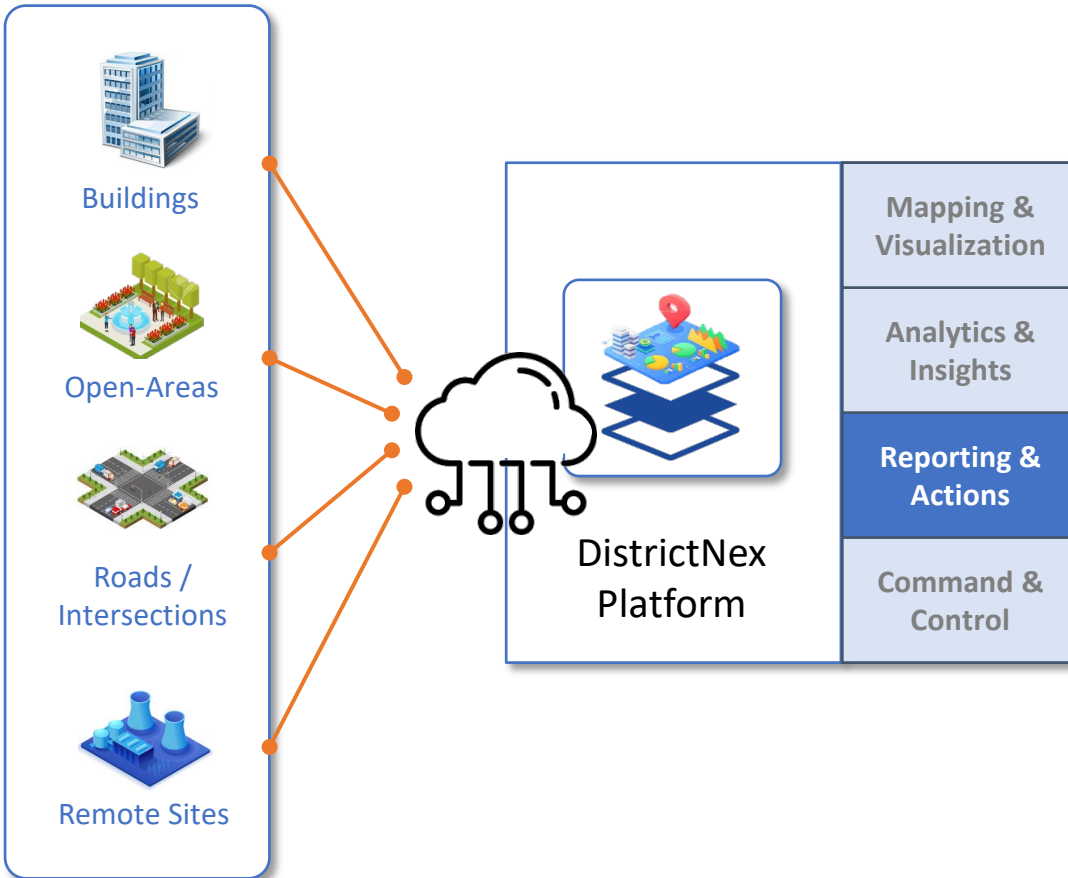 Buildings
Open-Areas
Roads /
Intersections
Remote Sites
DistrictNex
Platform
Mapping &
Visualization
Analytics &
Insights
Reporting &
Actions
Command &
Control